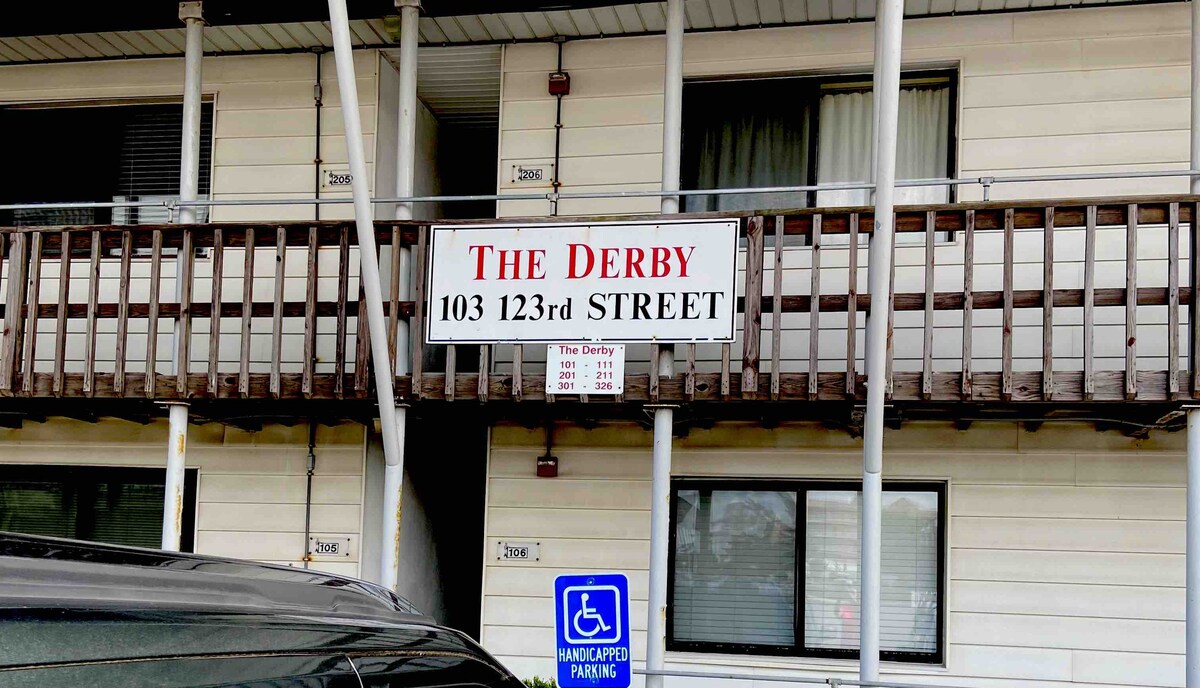 205
206
THE DERBY
103 123rd STREET
The Derby
101 - 111
201 - 211
301 - 326
105
106
HANDICAPPED
PARKING